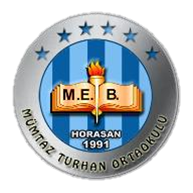 M.E. B.
HORASAN
1991
MÜMTAZ TURHAN ORTAOKULU